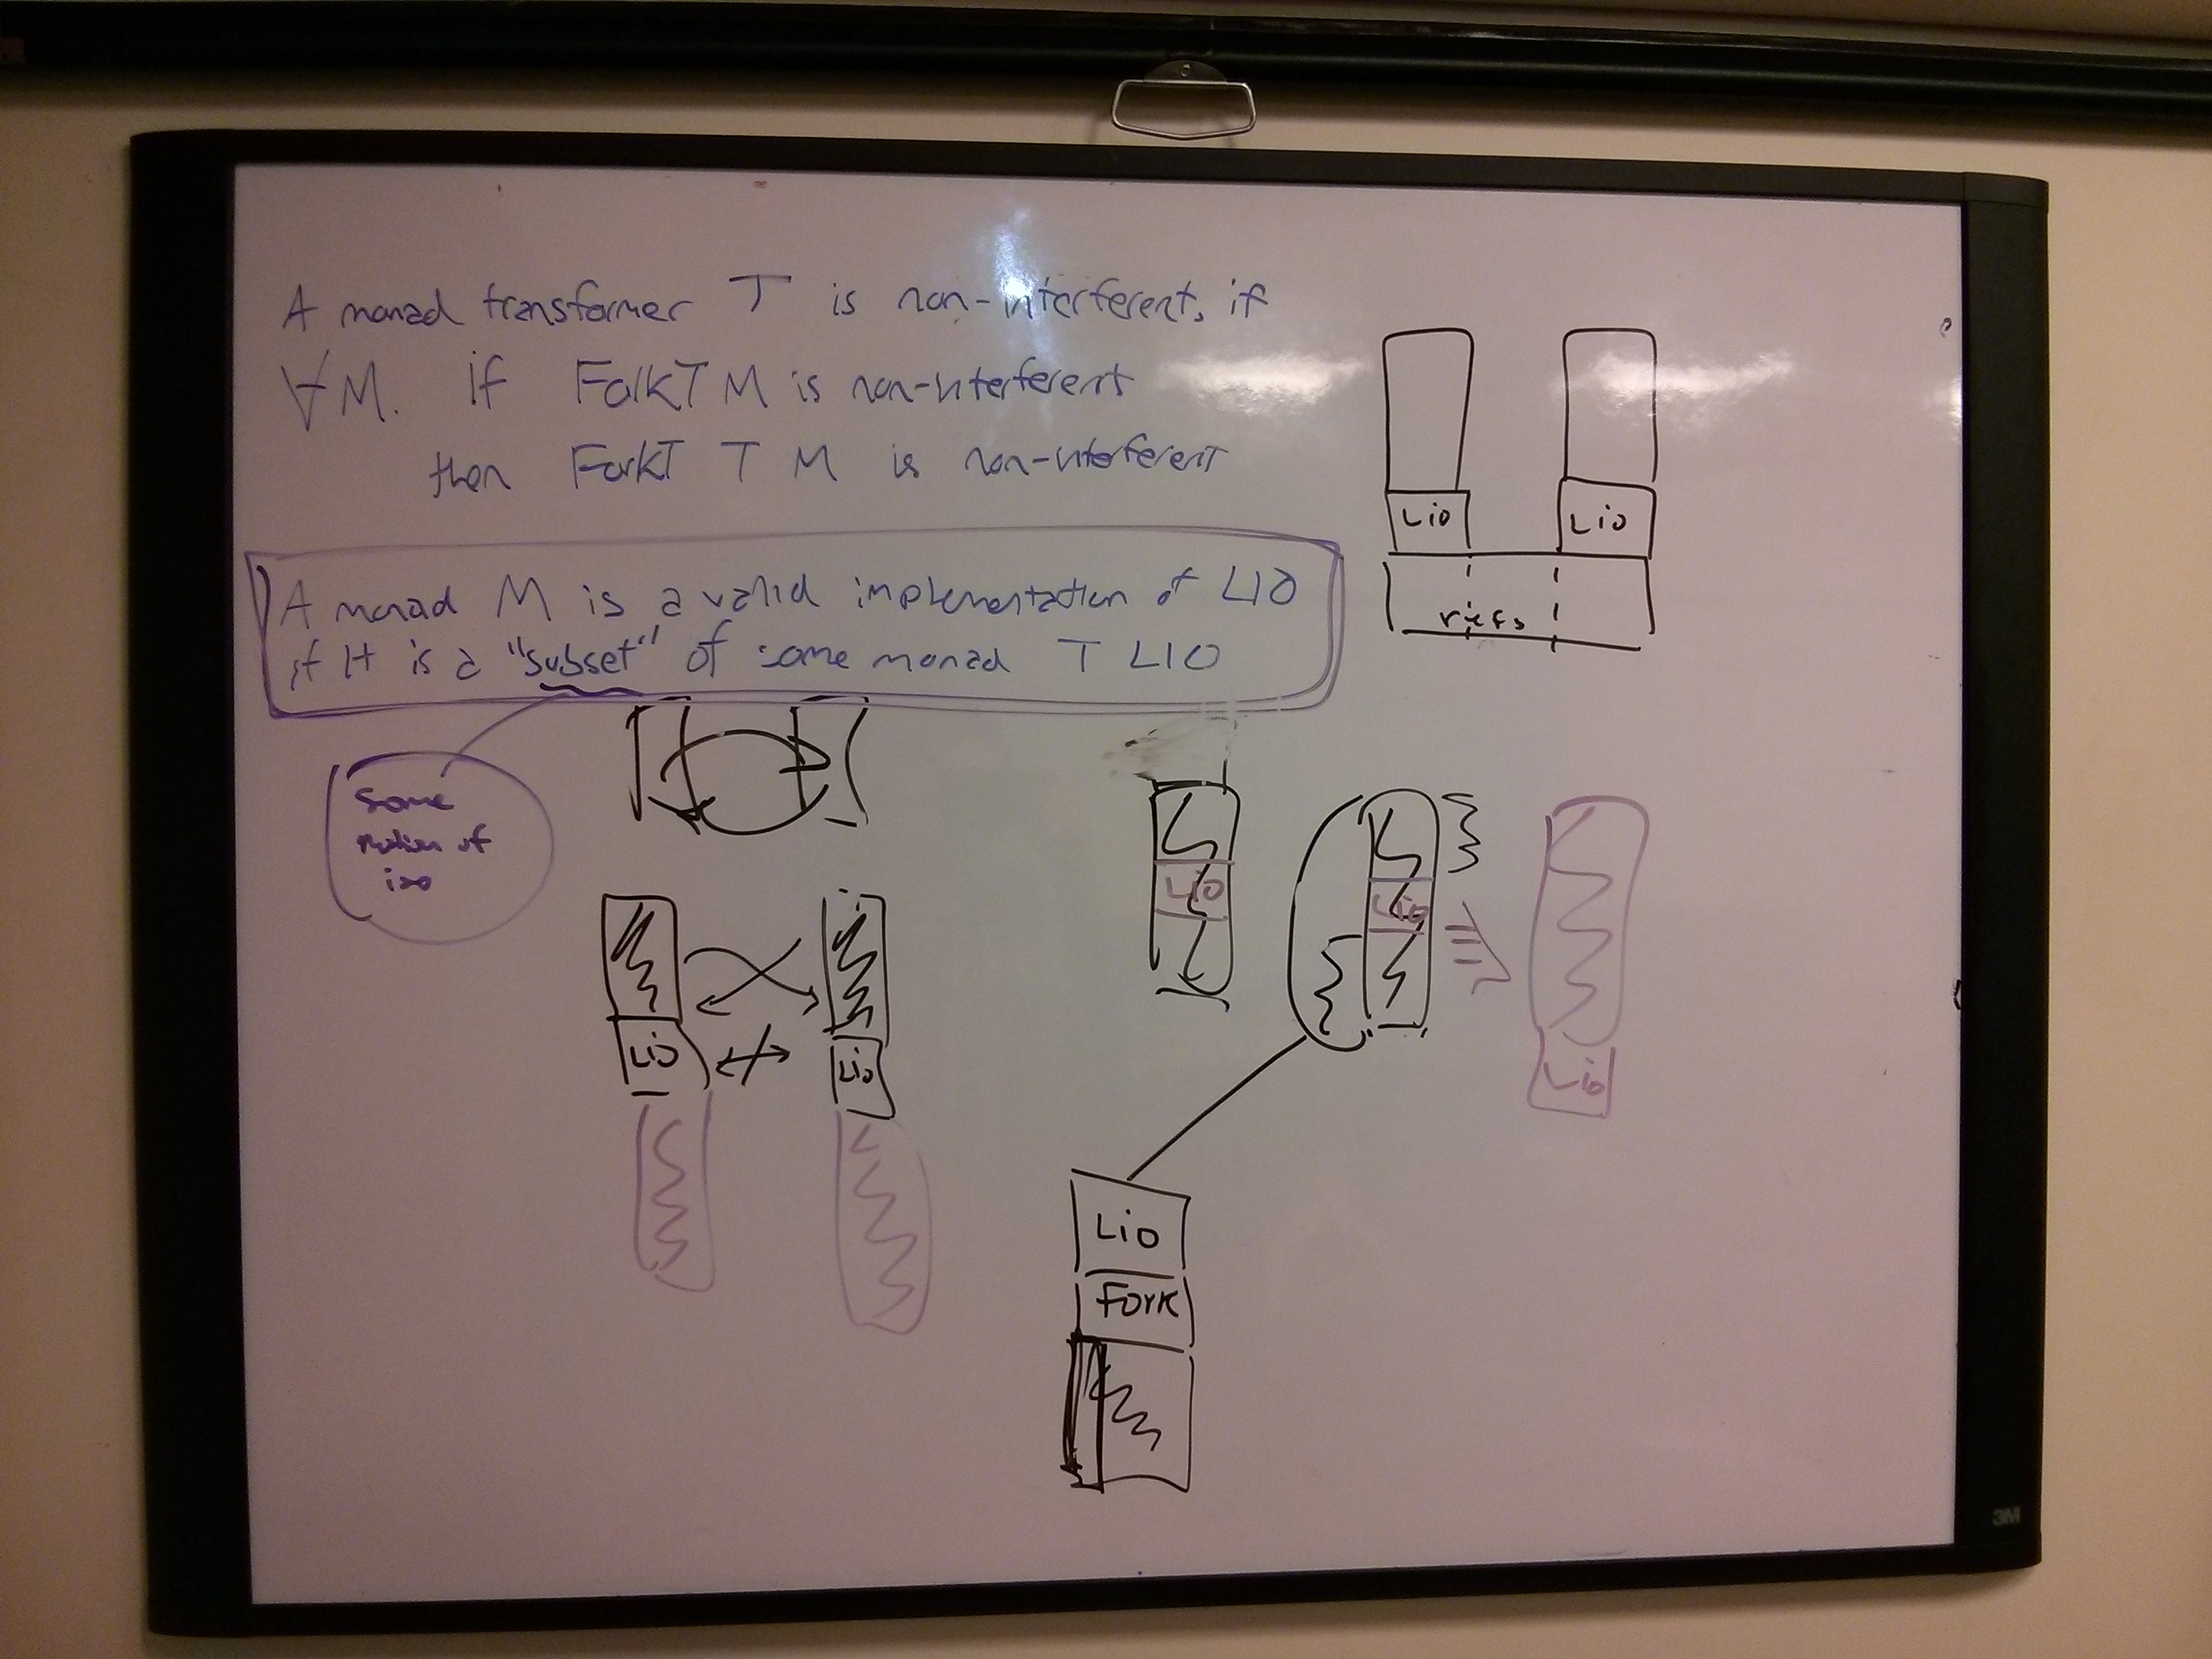 A monad transformer T is non-interferent, if
∀M. if ForkT M is non-interferent
then ForkT T M is non-interferent
A monad M is a valid implementation of LIO
if it is a "subset" of some monad T LIO
some
notion of
iso
Lio
Lio
refs
Lio
Lio
Lio
Lio
Lio
Lio
Fork
3M